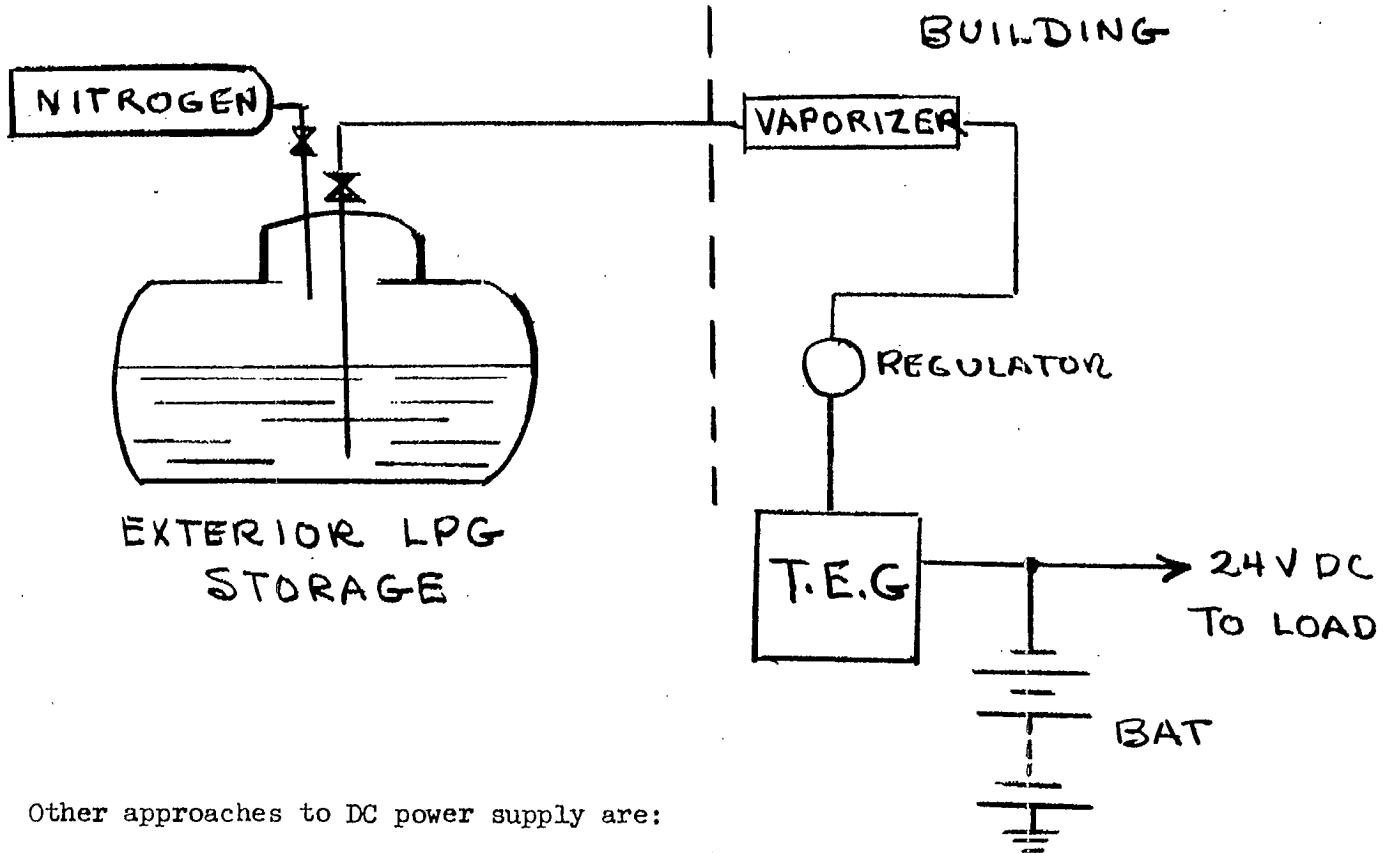 BUILDING
NITROGEN
VAPORIZER
REGULATOR
EXTERIOR LPG
STORAGE
T.E.G
24V DC
TO LOAD
BAT
Other approaches to DC power supply are: